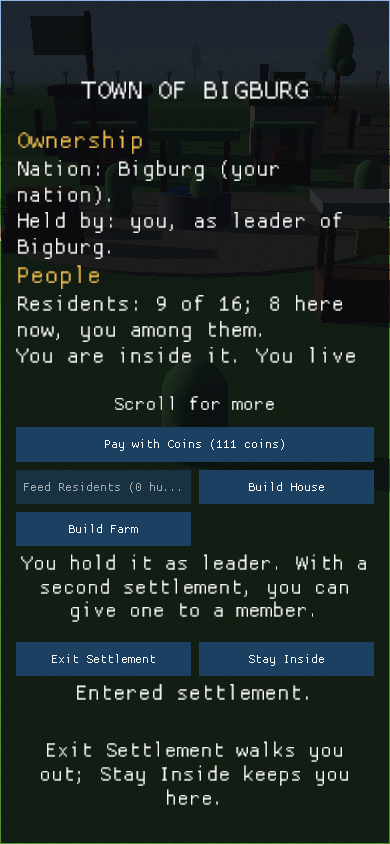 TOWN OF BIGBURG
Ownership
Nation: Bigburg (your
nation).
Held by: you, as leader of
Bigburg.
People
Residents: 9 of 16; 8 here
now, you among them.
You are inside it. You live
Scroll for more
Pay with Coins (111 coins)
Feed Residents (0 hu...
Build House
Build Farm
You hold it as leader. With a
second settlement, you can
give one to a member.
Exit Settlement
Stay Inside
Entered settlement.
Exit Settlement walks you
out; Stay Inside keeps you
here.